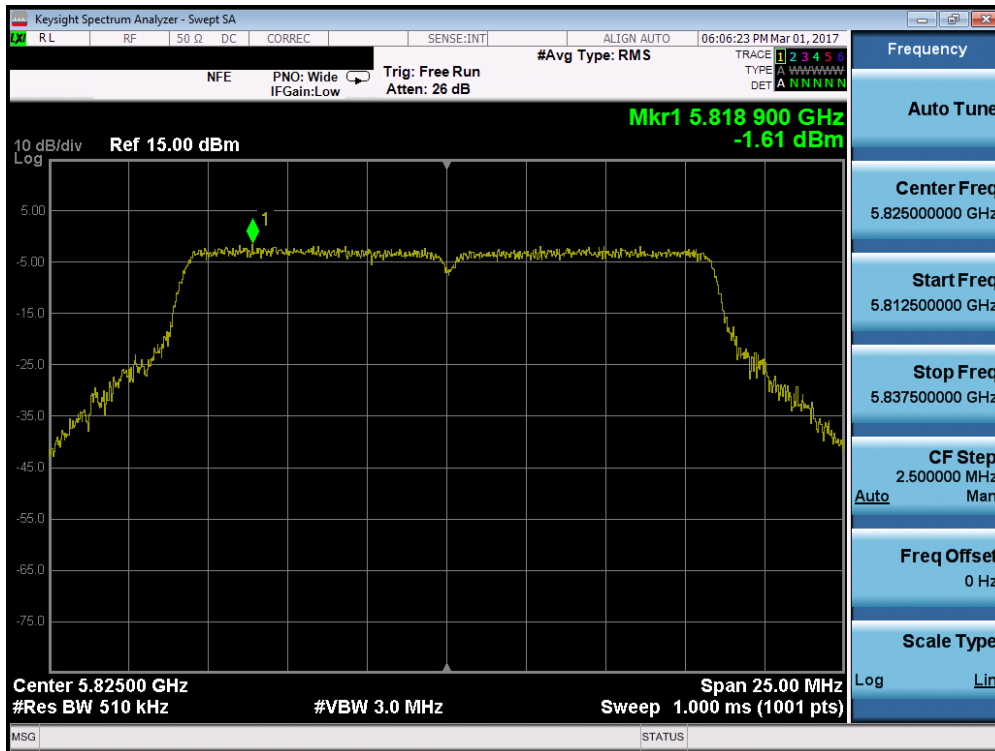 Keysight Spectrum Analyzer - Swept SA
LXI RL RF 50 Ω DC CORREC SENSE:INT ALIGN AUTO 06:06:23 PM Mar 01, 2017
#Avg Type: RMS TRACE 1 2 3 4 5 6
NFE PNO: Wide Trig: Free Run TYPE A WWWWW
IFGain:Low Atten: 26 dB DET A N N N N N
Mkr1 5.818 900 GHz
-1.61 dBm
10 dB/div Ref 15.00 dBm
Log
1
5.00
-5.00
-15.0
-25.0
-35.0
-45.0
-55.0
-65.0
-75.0
Center 5.82500 GHz Span 25.00 MHz
#Res BW 510 kHz #VBW 3.0 MHz Sweep 1.000 ms (1001 pts)
MSG STATUS
Frequency
Auto Tune
Center Freq
5.825000000 GHz
Start Freq
5.812500000 GHz
Stop Freq
5.837500000 GHz
CF Step
2.500000 MHz
Auto Man
Freq Offset
0 Hz
Scale Type
Log Lin